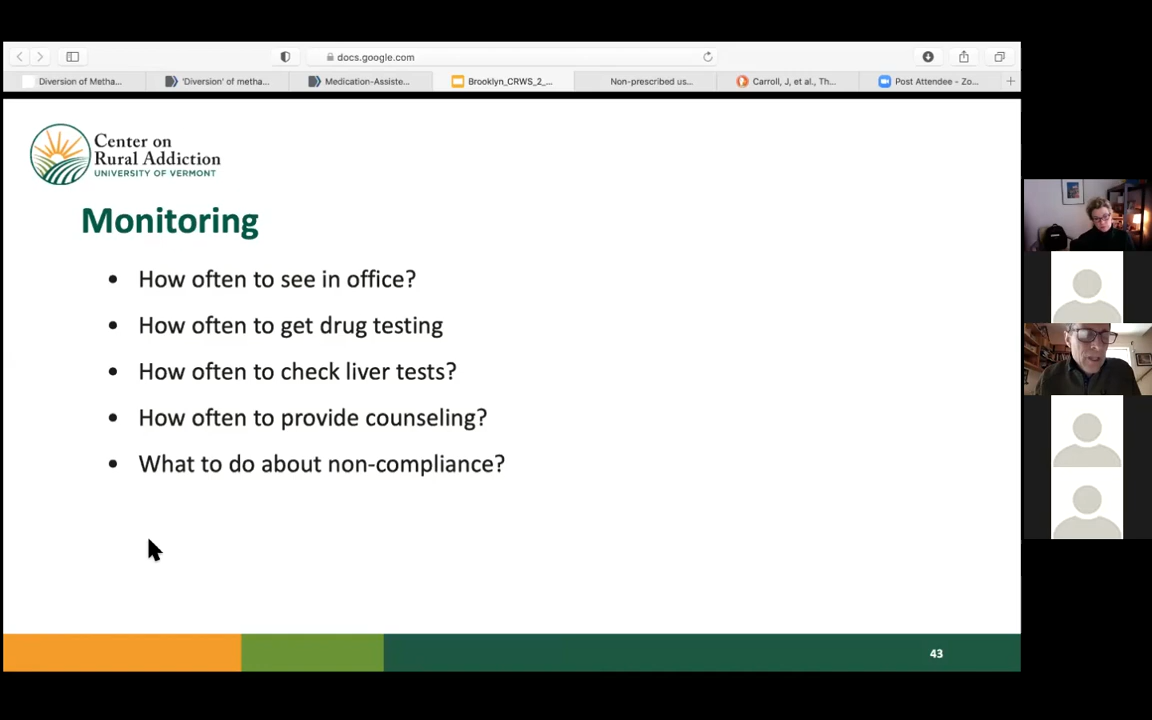 docs.google.com
Diversion of Metha...
'Diversion' of metha...
Medication-Assiste...
Brooklyn_CRWS_2_...
Non-prescribed us...
Carroll, J, et al., Th...
Post Attendee - Zo...
Center on
Rural Addiction
UNIVERSITY OF VERMONT
Monitoring
• How often to see in office?
• How often to get drug testing
• How often to check liver tests?
• How often to provide counseling?
• What to do about non-compliance?
43